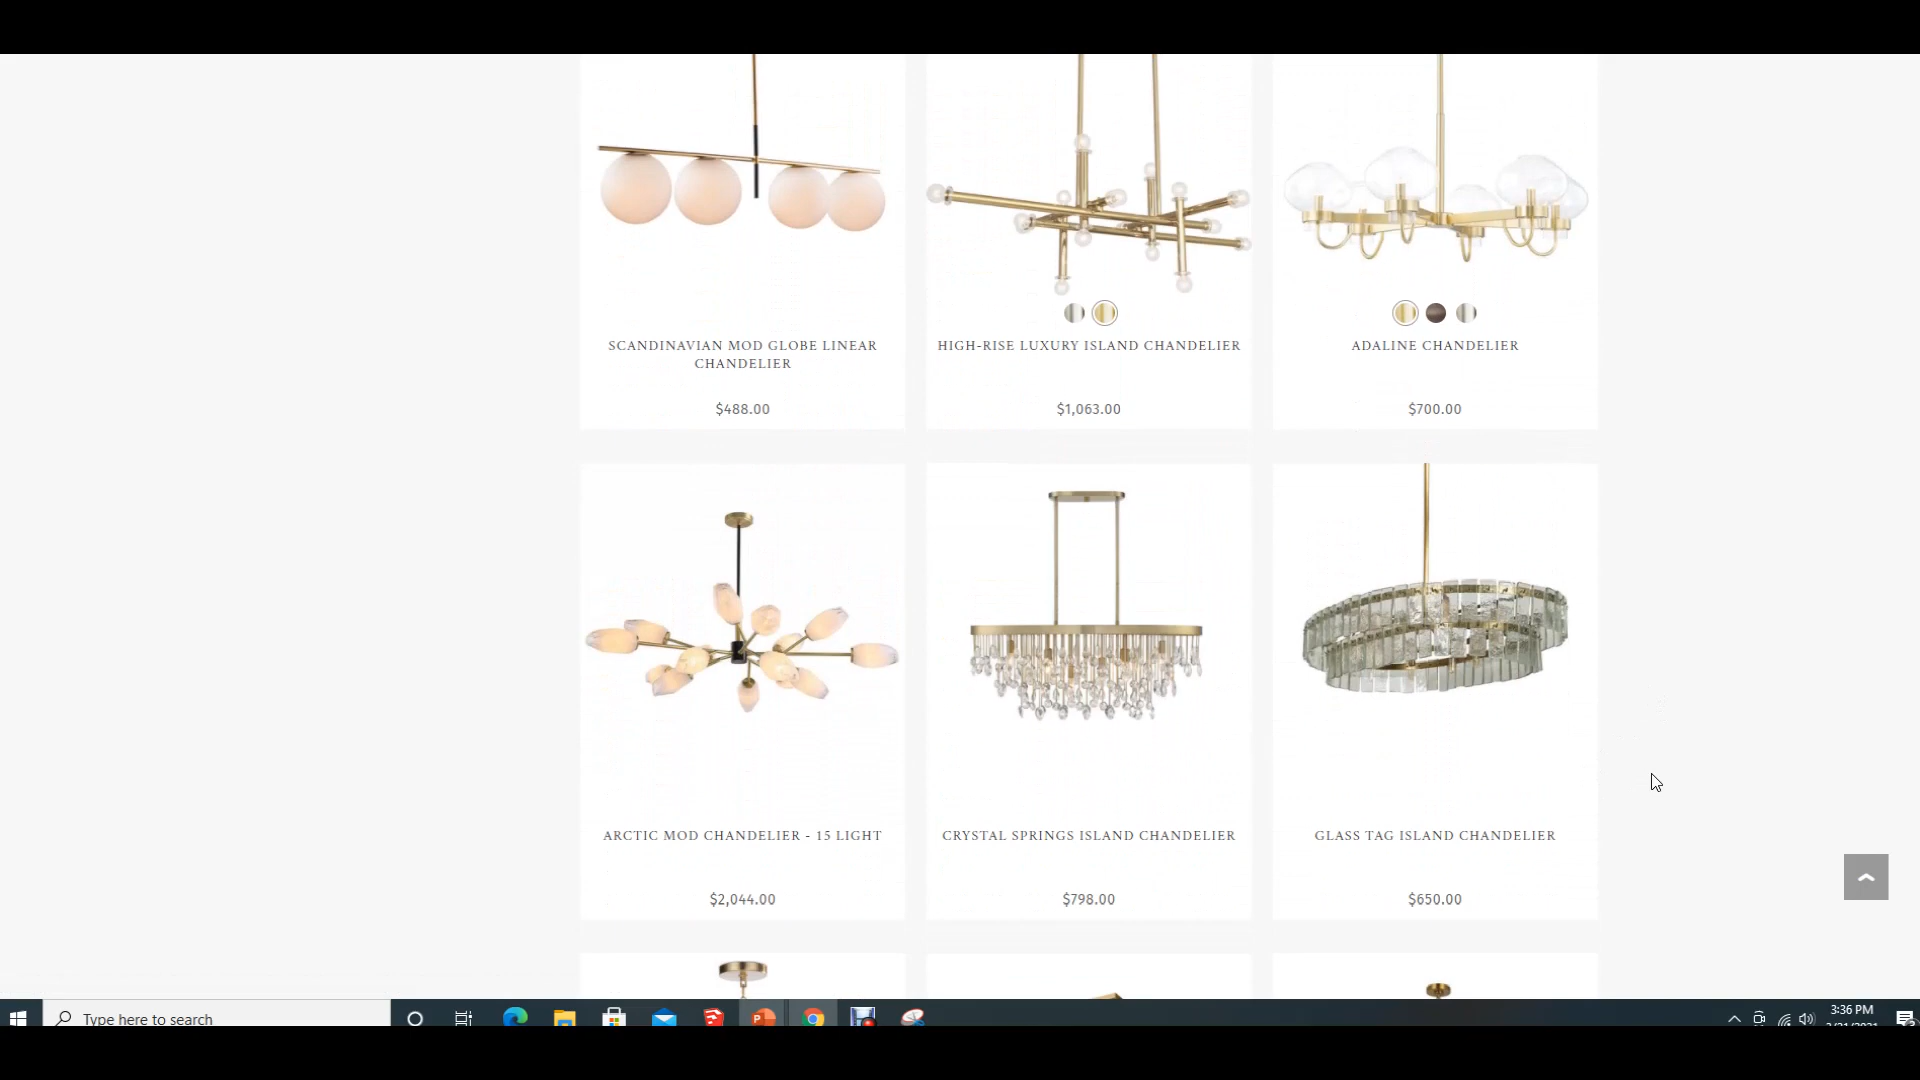 SCANDINAVIAN MOD GLOBE LINEAR
CHANDELIER
$488.00
HIGH-RISE LUXURY ISLAND CHANDELIER
$1,063.00
ADALINE CHANDELIER
$700.00
ARCTIC MOD CHANDELIER - 15 LIGHT
$2,044.00
CRYSTAL SPRINGS ISLAND CHANDELIER
$798.00
GLASS TAG ISLAND CHANDELIER
$650.00
Type here to search
3:36 PM